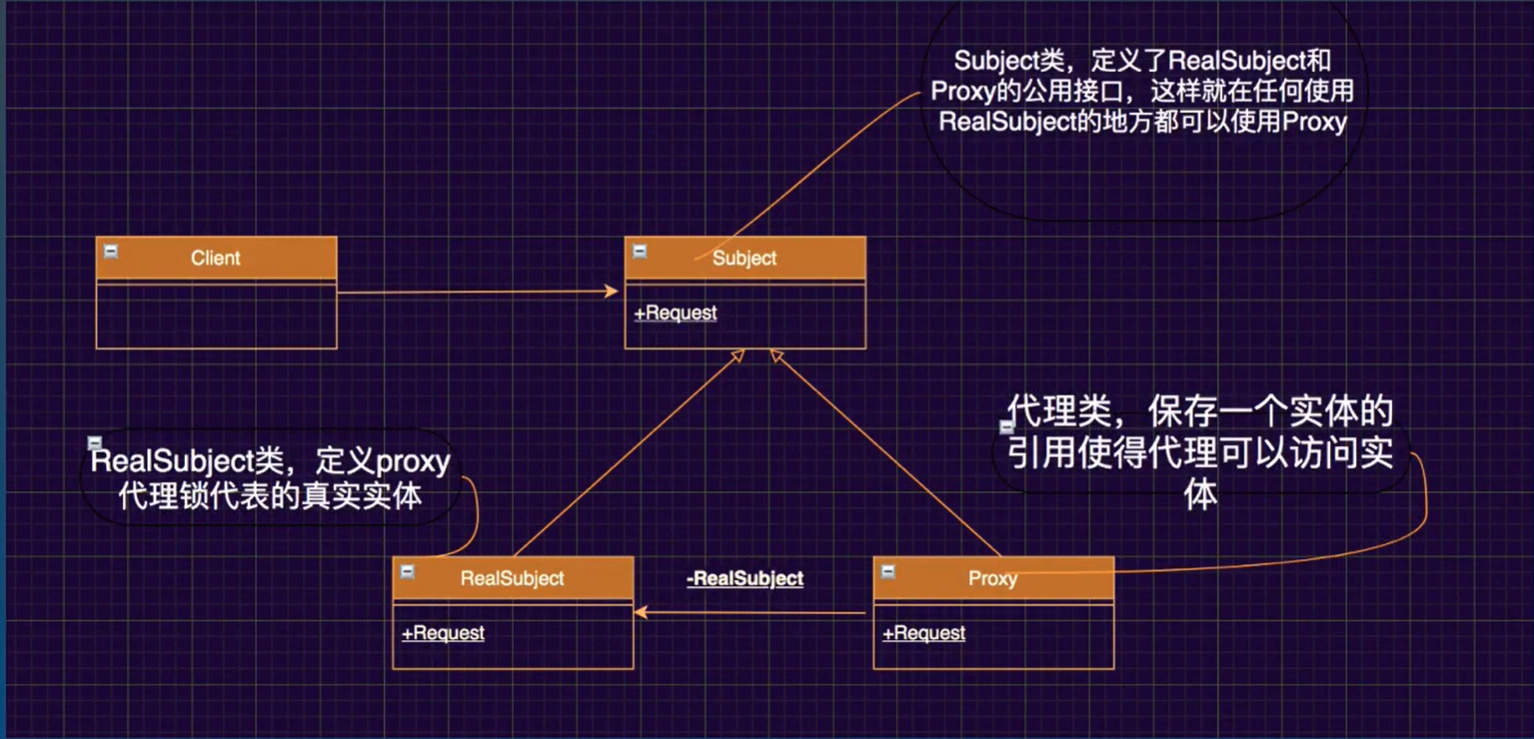 Subject类，定义了RealSubject和
Proxy的公用接口，这样就在任何使用
RealSubject的地方都可以使用Proxy
Client
Subject
+Request
代理类，保存一个实体的
引用使得代理可以访问实
体
RealSubject类，定义proxy
代理锁代表的真实实体
RealSubject
+Request
-RealSubject
Proxy
+Request